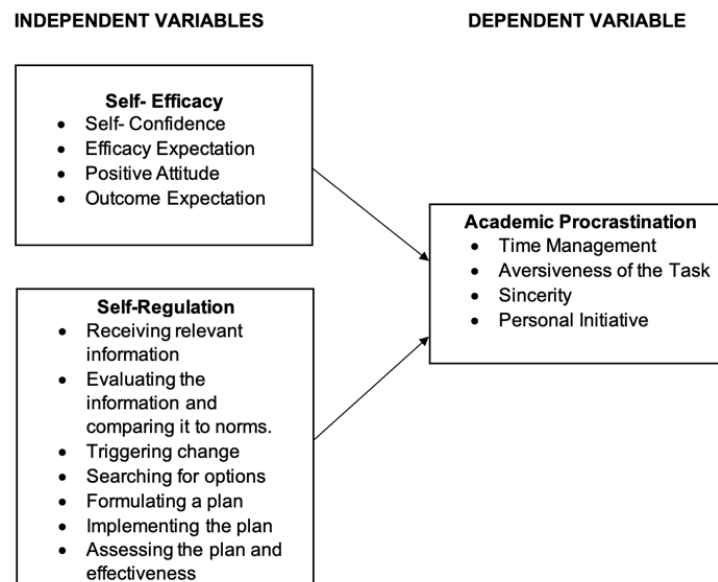 INDEPENDENT VARIABLES
DEPENDENT VARIABLE
Self- Efficacy
• Self- Confidence
• Efficacy Expectation
• Positive Attitude
• Outcome Expectation
Academic Procrastination
• Time Management
• Aversiveness of the Task
• Sincerity
• Personal Initiative
Self-Regulation
• Receiving relevant
information
• Evaluating the
information and
comparing it to norms.
• Triggering change
• Searching for options
• Formulating a plan
• Implementing the plan
• Assessing the plan and
effectiveness